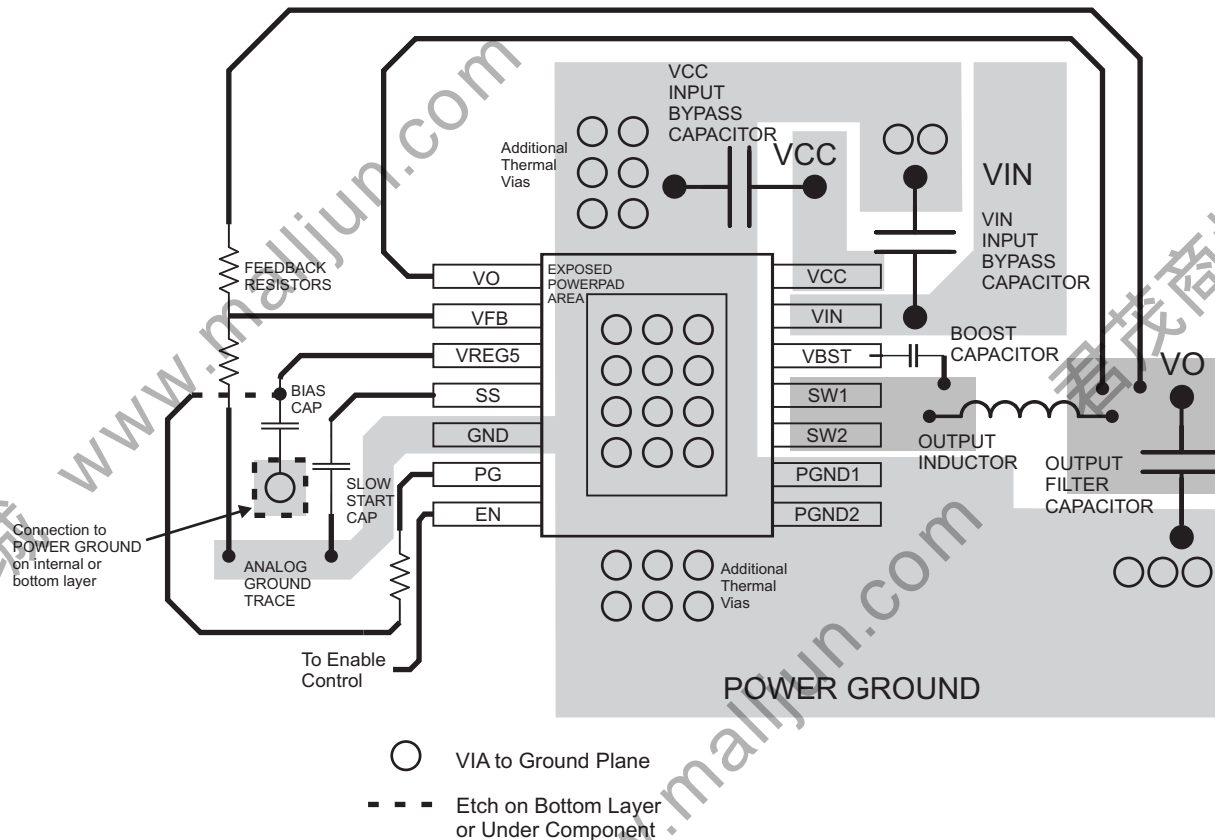 VCC
INPUT
BYPASS
CAPACITOR
Additional
Thermal
Vias
VCC
VIN
VIN
INPUT
BYPASS
CAPACITOR
FEEDBACK
RESISTORS
EXPOSED
POWERPAD
AREA
VO
VFB
VREG5
SS
GND
PG
EN
VCC
VIN
VBST
SW1
SW2
PGND1
PGND2
BOOST
CAPACITOR
VO
BIAS
CAP
SLOW
START
CAP
OUTPUT
INDUCTOR
OUTPUT
FILTER
CAPACITOR
Connection to
POWER GROUND
on internal or
bottom layer
ANALOG
GROUND
TRACE
Additional
Thermal
Vias
To Enable
Control
POWER GROUND
VIA to Ground Plane
Etch on Bottom Layer
or Under Component
www.malljun.com
www.malljun.com
君茂商
城